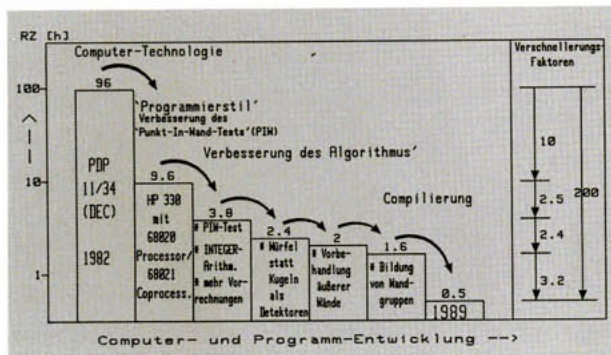 RZ [h]
Computer-Technologie
Verschnellerungs-
Faktoren
100
96
'Programmierstil'
Verbesserung des
'Punkt-In-Wand-Tests'(PIW)
Verbesserung des Algorithmus'
Compilierung
PDP
11/34
(DEC)
1982
10
9.6
HP 330
mit
68020
Processor/
68021
Coprocess.
3.8
# PIW-Test
# INTEGER-
Arithm.
# mehr Vor-
rechnungen
2.4
# Würfel
statt
Kugeln
als
Detektoren
2
# Vorbe-
handlung
äußerer
Wände
1.6
# Bildung
von Wand-
gruppen
0.5
1989
1
10
200
2.5
2.4
3.2
Computer- und Programm-Entwicklung -->